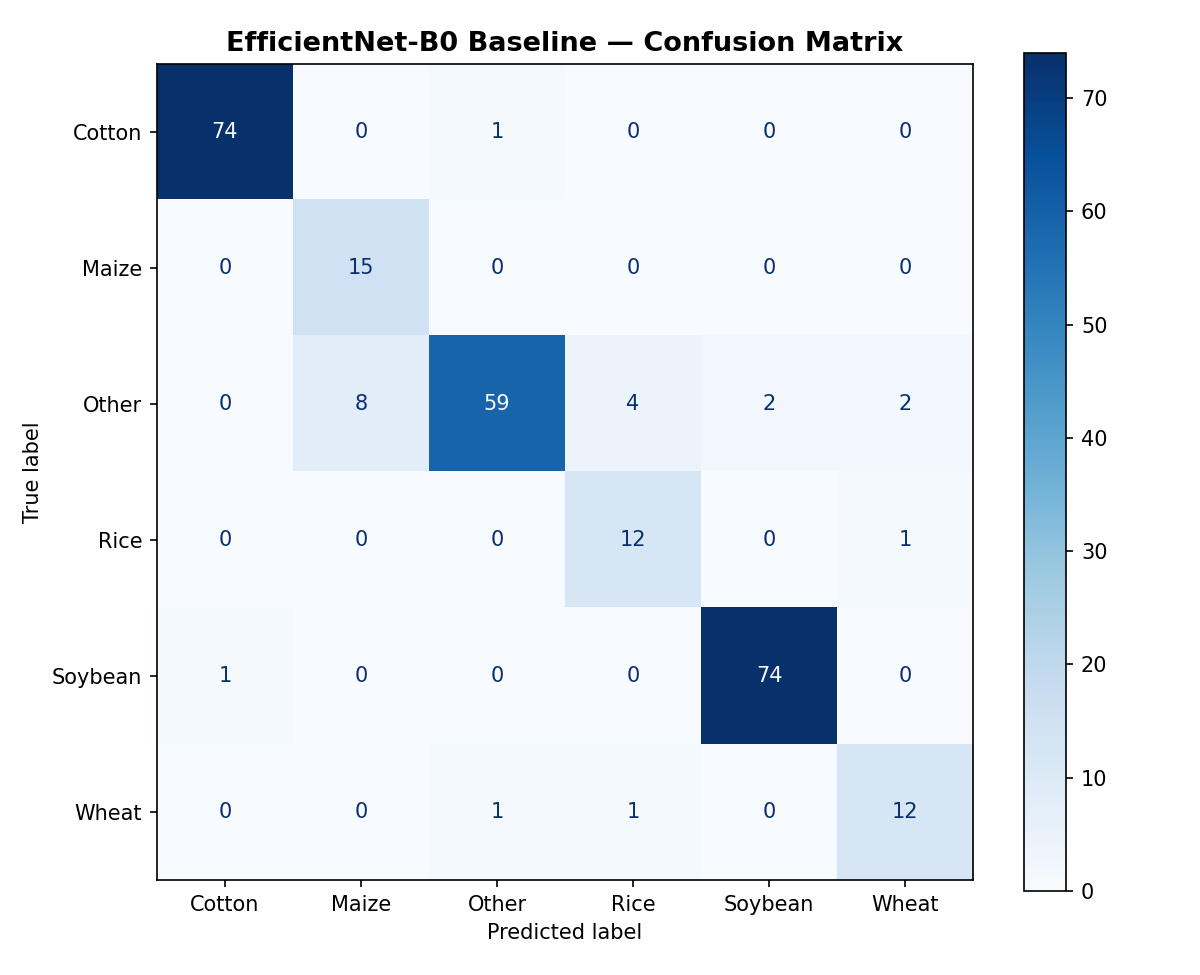 EfficientNet-B0 Baseline — Confusion Matrix
Cotton 74 0 1 0 0 0
Maize 0 15 0 0 0 0
Other 0 8 59 4 2 2
Rice 0 0 0 12 0 1
Soybean 1 0 0 0 74 0
Wheat 0 0 1 1 0 12
Cotton Maize Other Rice Soybean Wheat
Predicted label
True label
70
60
50
40
30
20
10
0